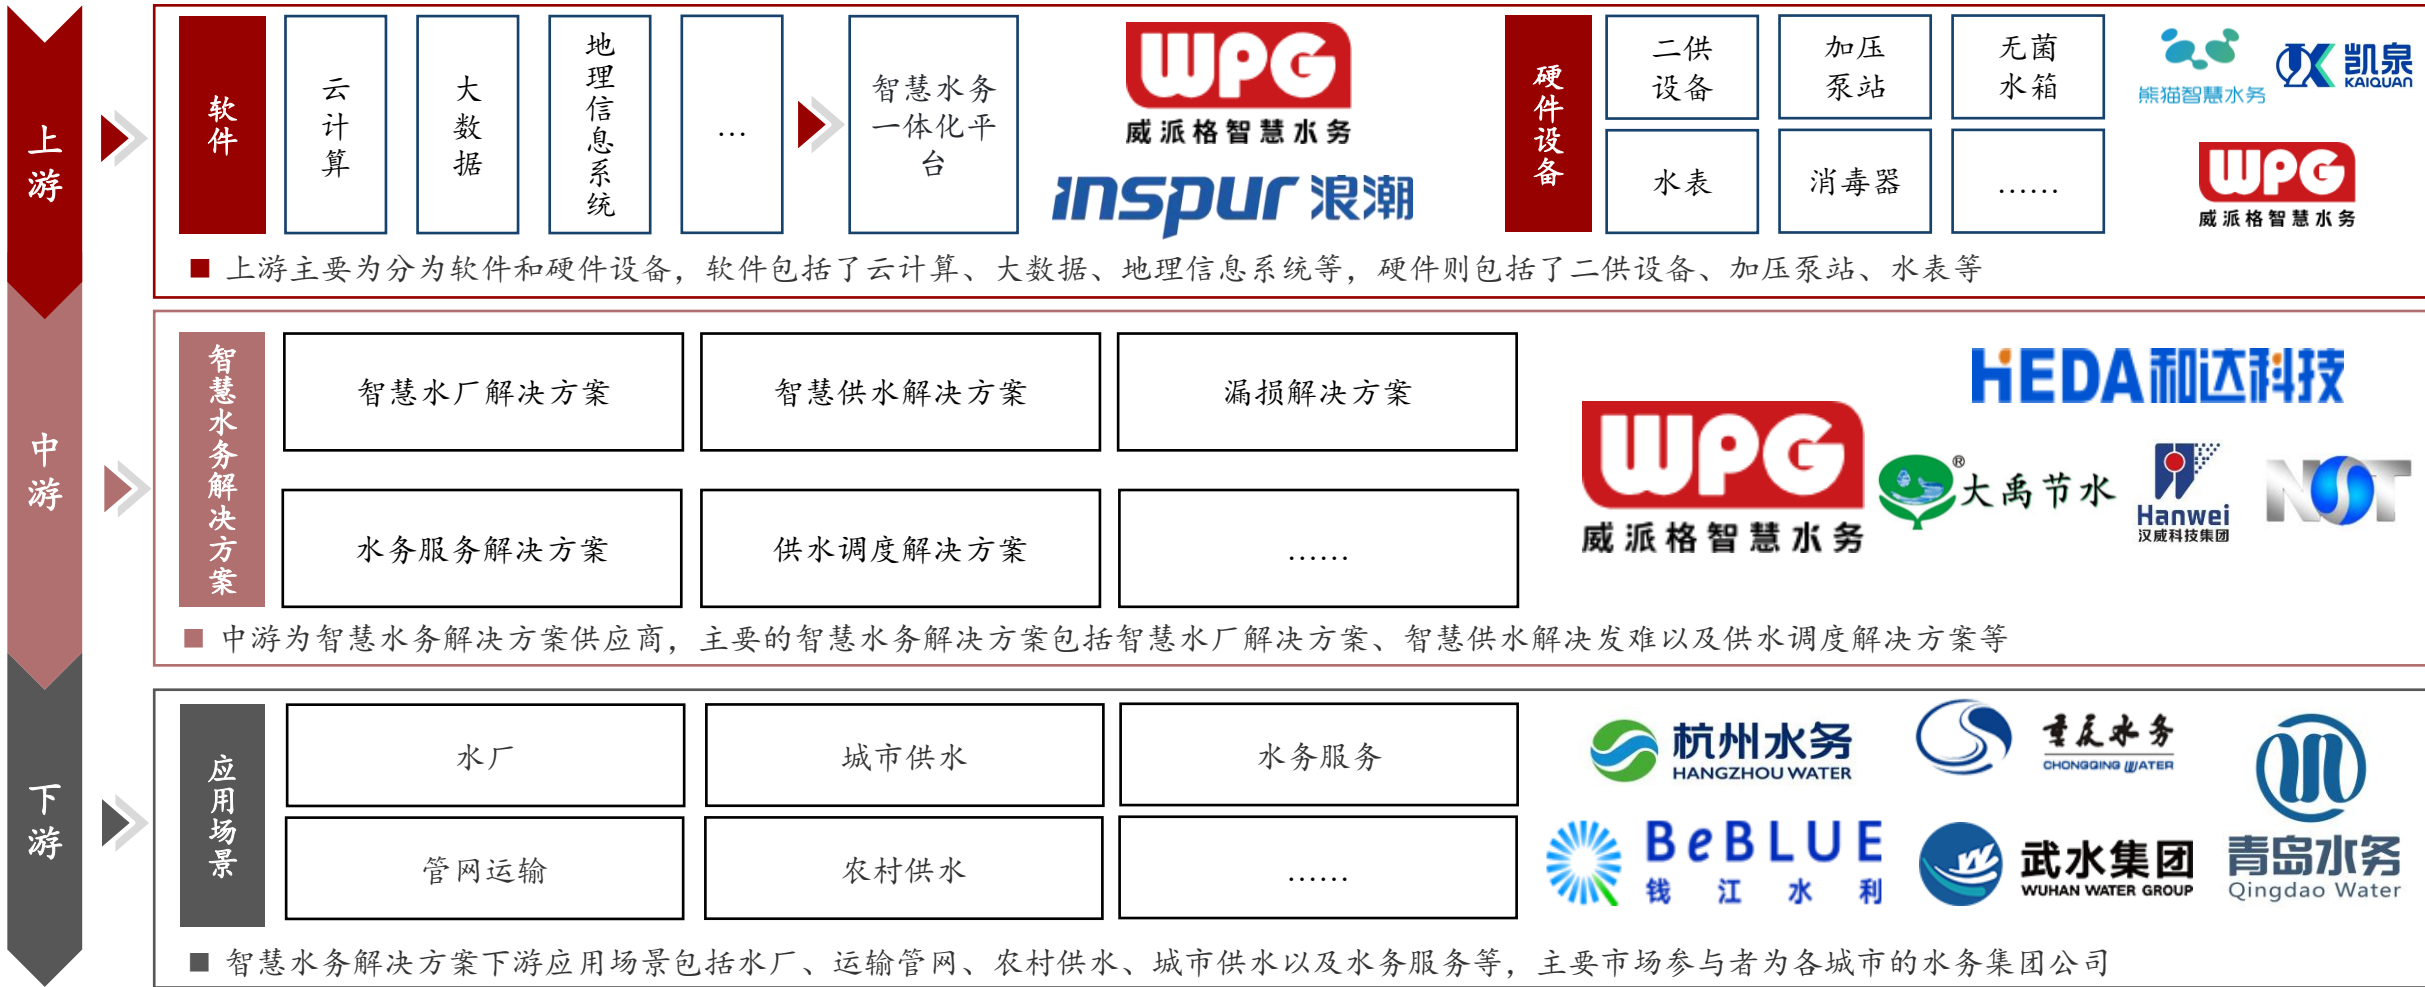 上游
软件
云计算
大数据
地理信息系统
...
智慧水务
一体化平
台
WPG
威派格智慧水务
inspur 浪潮
硬件设备
二供
设备
加压
泵站
无菌
水箱
水表
消毒器
......
熊猫智慧水务
凯泉
KAIQUAN
WPG
威派格智慧水务
■ 上游主要为分为软件和硬件设备，软件包括了云计算、大数据、地理信息系统等，硬件则包括了二供设备、加压泵站、水表等
中游
智慧水务解决方案
智慧水厂解决方案
智慧供水解决方案
漏损解决方案
水务服务解决方案
供水调度解决方案
......
WPG
威派格智慧水务
HEDA和达科技
大禹节水®
Hanwei
汉威科技集团
NST
■ 中游为智慧水务解决方案供应商，主要的智慧水务解决方案包括智慧水厂解决方案、智慧供水解决发难以及供水调度解决方案等
下游
应用场景
水厂
城市供水
水务服务
管网运输
农村供水
......
杭州水务
HANGZHOU WATER
重庆水务
CHONGQING WATER
BeBLUE
钱江水利
武水集团
WUHAN WATER GROUP
青岛水务
Qingdao Water
■ 智慧水务解决方案下游应用场景包括水厂、运输管网、农村供水、城市供水以及水务服务等，主要市场参与者为各城市的水务集团公司